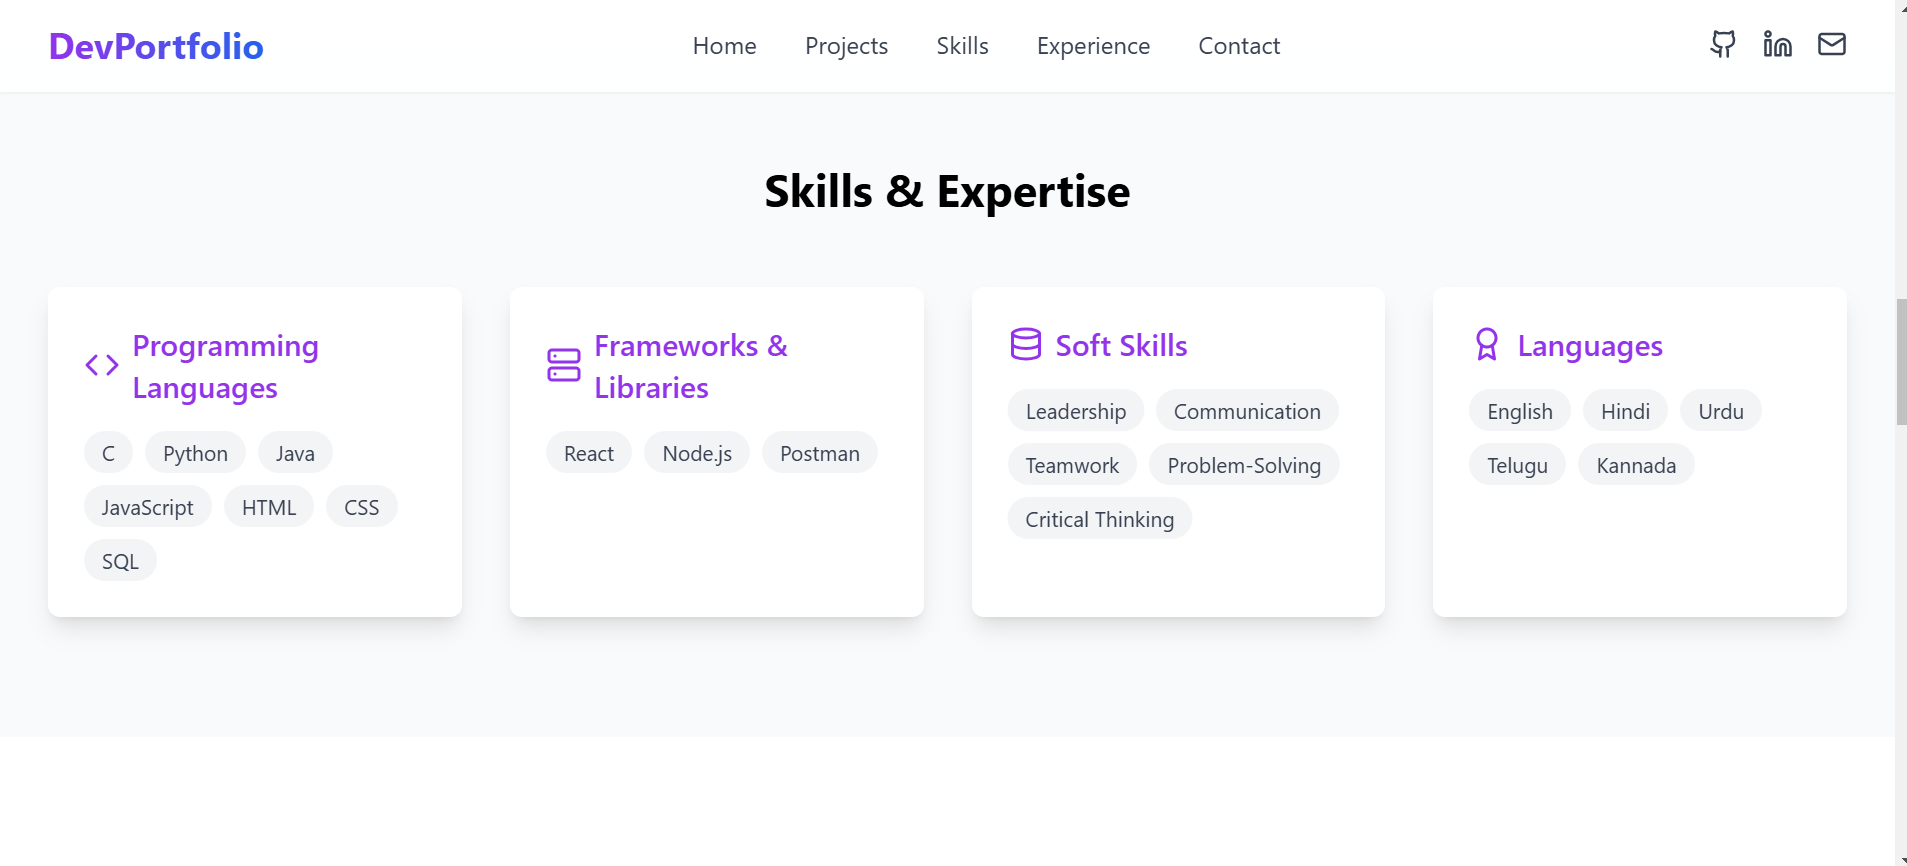 DevPortfolio Home Projects Skills Experience Contact
Skills & Expertise
Programming
Languages
C Python Java
JavaScript HTML CSS
SQL
Frameworks &
Libraries
React Node.js Postman
Soft Skills
Leadership Communication
Teamwork Problem-Solving
Critical Thinking
Languages
English Hindi Urdu
Telugu Kannada